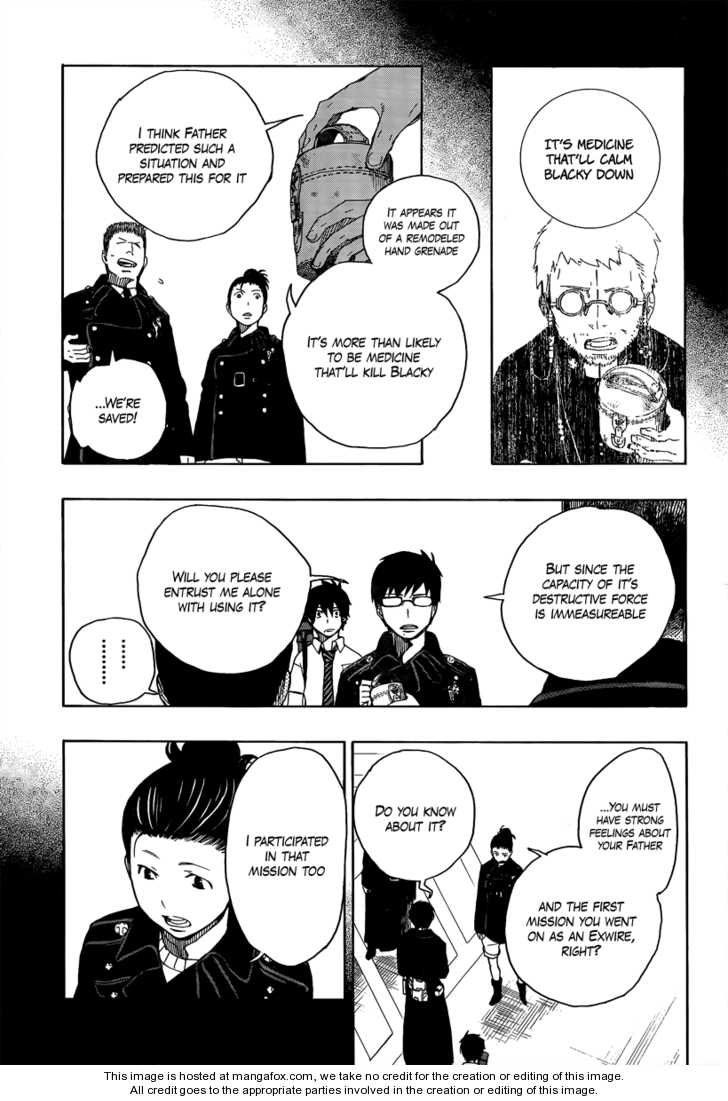 IT'S MEDICINE
THAT'LL CALM
BLACKY DOWN
I THINK FATHER
PREDICTED SUCH A
SITUATION AND
PREPARED THIS FOR IT
IT APPEARS IT
WAS MADE OUT
OF A REMODELED
HAND GRENADE
IT'S MORE THAN LIKELY
TO BE MEDICINE
THAT'LL KILL BLACKY
...WE'RE
SAVED!
BUT SINCE THE
CAPACITY OF IT'S
DESTRUCTIVE FORCE
IS IMMEASUREABLE
WILL YOU PLEASE
ENTRUST ME ALONE
WITH USING IT?
...YOU MUST
HAVE STRONG
FEELINGS ABOUT
YOUR FATHER
AND THE FIRST
MISSION YOU WENT
ON AS AN EXWIRE,
RIGHT?
DO YOU KNOW
ABOUT IT?
I PARTICIPATED
IN THAT
MISSION TOO
This image is hosted at mangafox.com, we take no credit for the creation or editing of this image.
All credit goes to the appropriate parties involved in the creation or editing of this image.